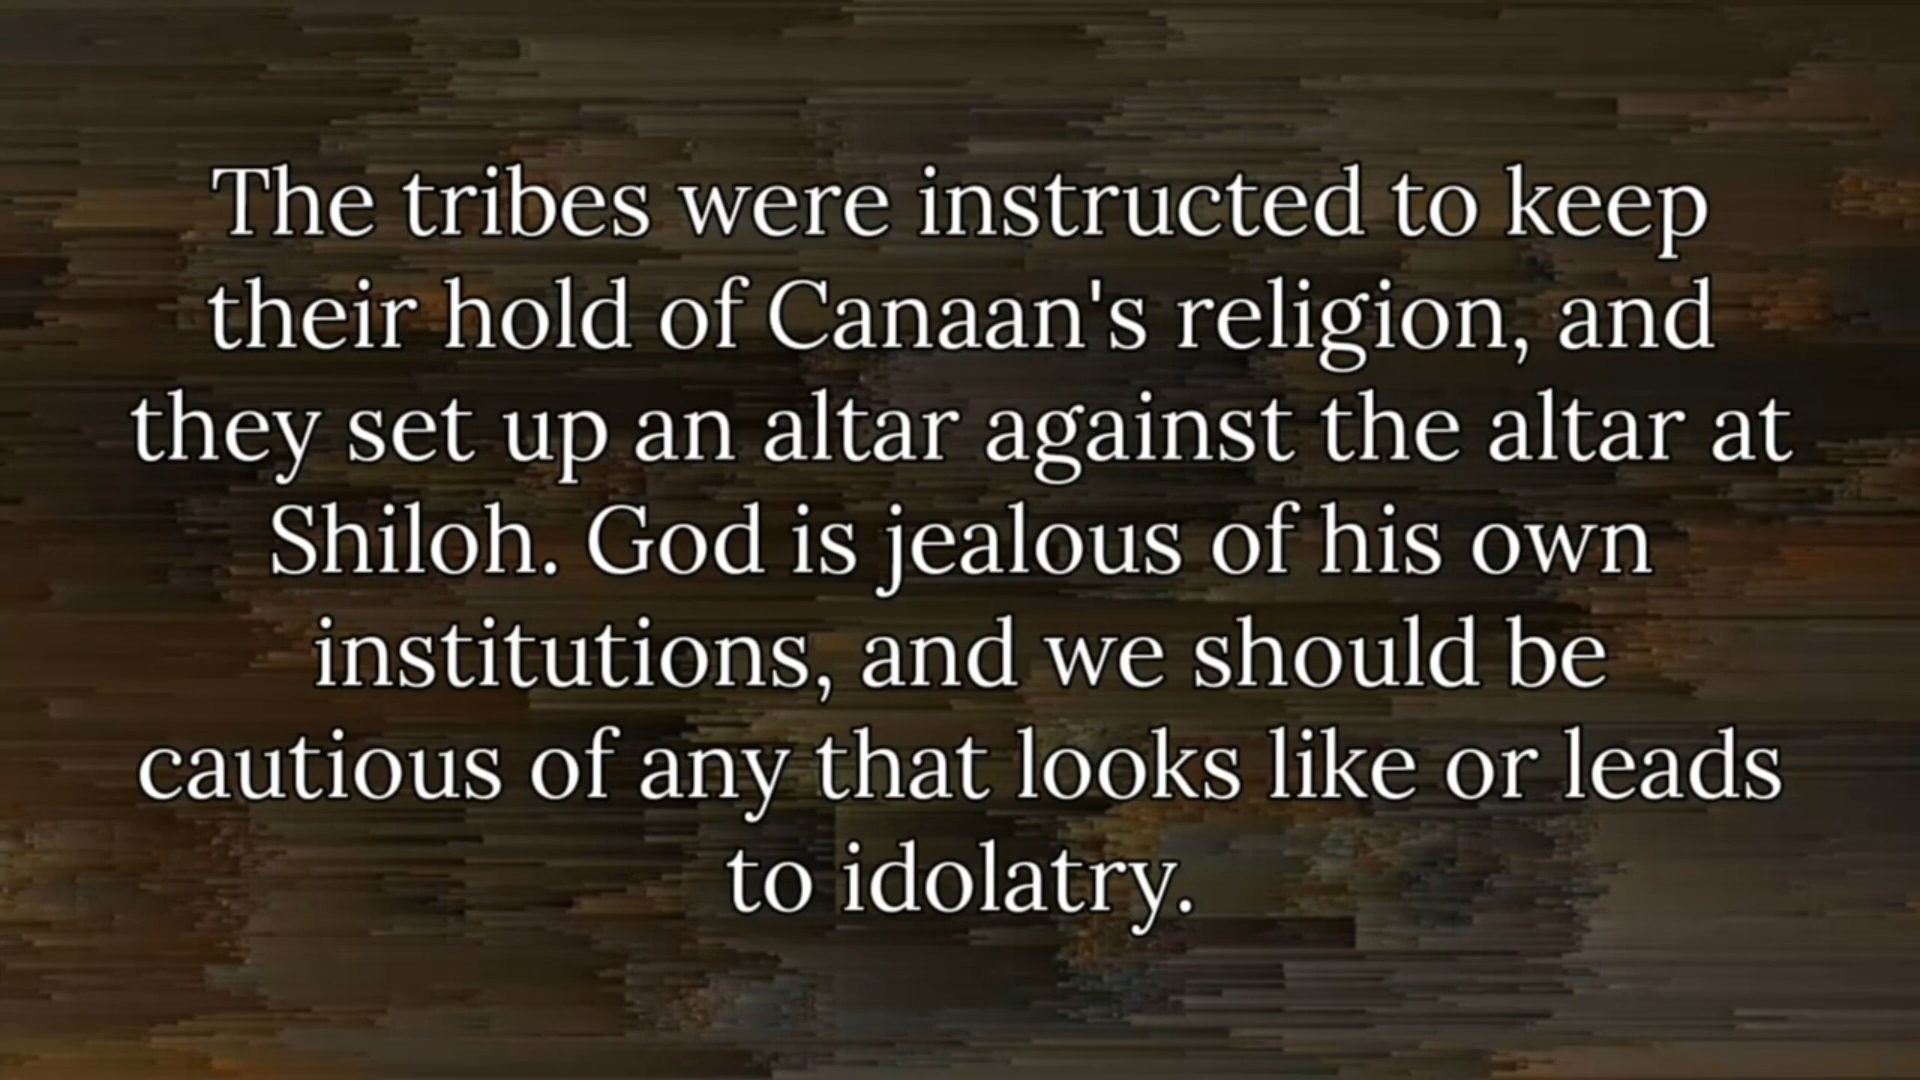 The tribes were instructed to keep
their hold of Canaan's religion, and
they set up an altar against the altar at
Shiloh. God is jealous of his own
institutions, and we should be
cautious of any that looks like or leads
to idolatry.